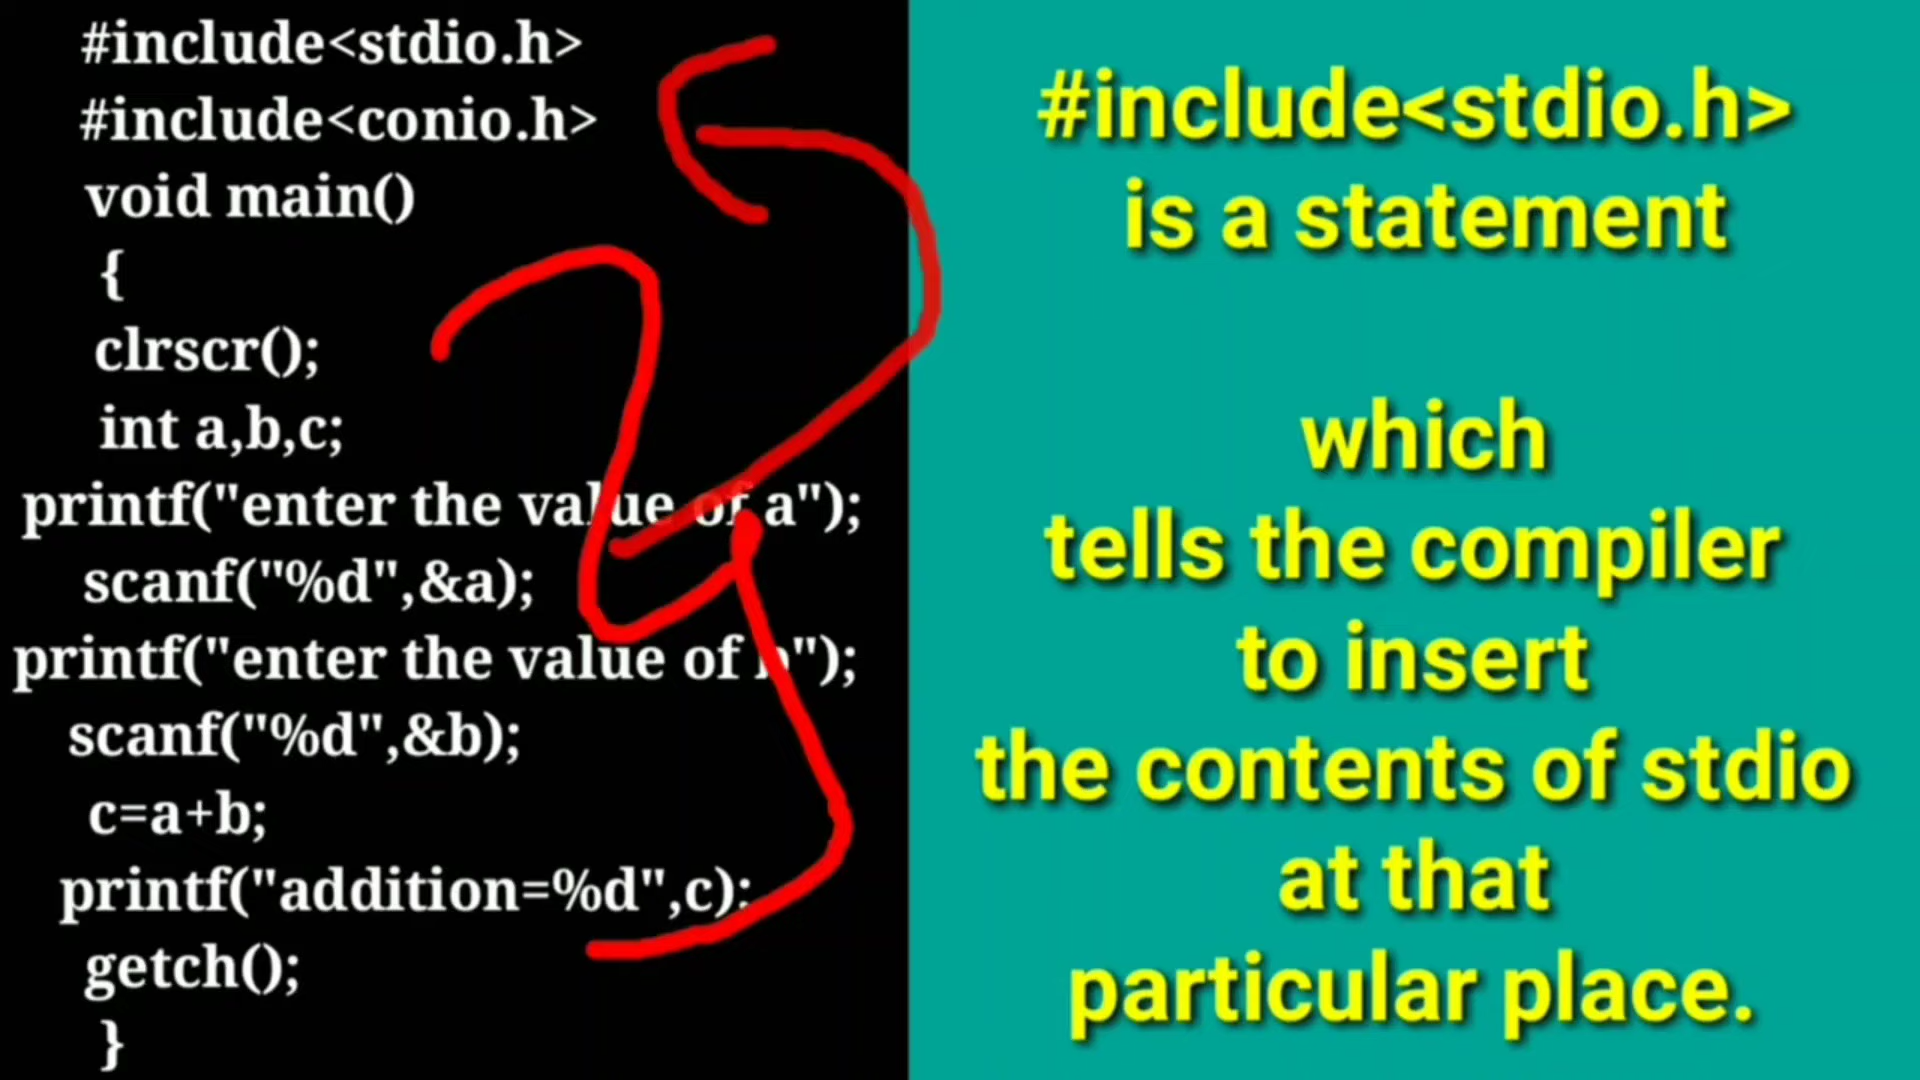 #include<stdio.h>
#include<conio.h>
void main()
{
clrscr();
int a,b,c;
printf("enter the value of a");
scanf("%d",&a);
printf("enter the value of b");
scanf("%d",&b);
c=a+b;
printf("addition=%d",c);
getch();
}
#include<stdio.h>
is a statement
which
tells the compiler
to insert
the contents of stdio
at that
particular place.